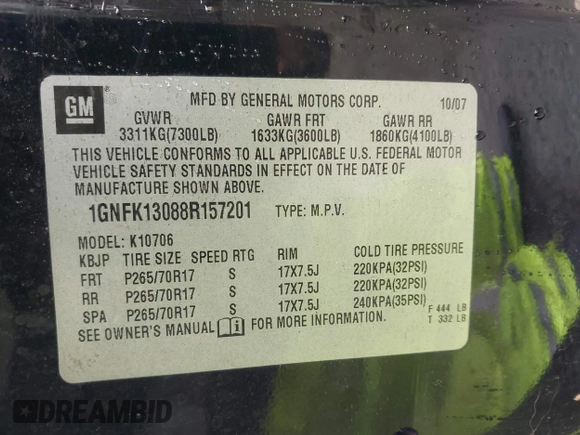 GM
MFD BY GENERAL MOTORS CORP. 10/07
GVWR GAWR FRT GAWR RR
3311KG(7300LB) 1633KG(3600LB) 1860KG(4100LB)
THIS VEHICLE CONFORMS TO ALL APPLICABLE U.S. FEDERAL MOTOR
VEHICLE SAFETY STANDARDS IN EFFECT ON THE DATE OF
MANUFACTURE SHOWN ABOVE.
1GNFK13088R157201 TYPE: M.P.V.
MODEL: K10706
KBJP TIRE SIZE SPEED RTG RIM COLD TIRE PRESSURE
FRT P265/70R17 S 17X7.5J 220KPA(32PSI)
RR P265/70R17 S 17X7.5J 220KPA(32PSI)
SPA P265/70R17 S 17X7.5J 240KPA(35PSI)
F 444 LB
SEE OWNER'S MANUAL FOR MORE INFORMATION. T 332 LB
DREAMBID